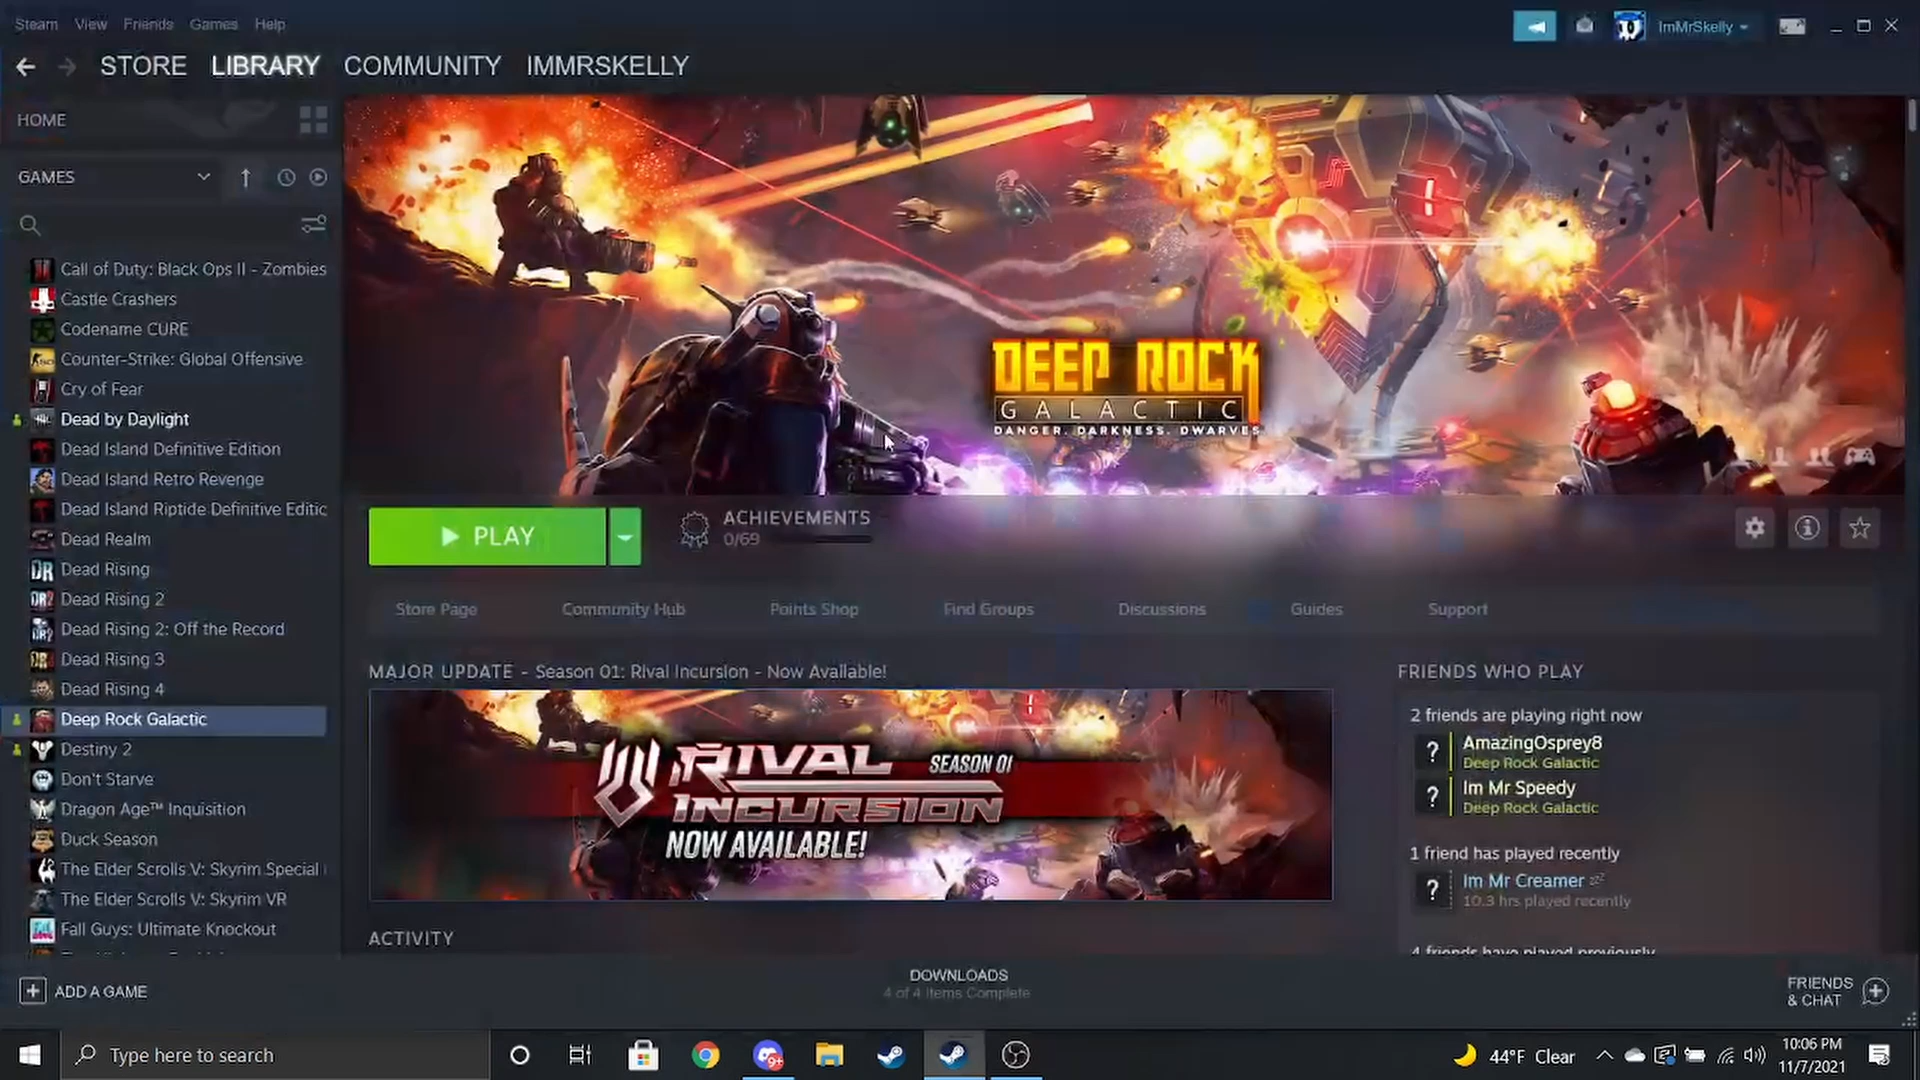 Steam View Friends Games Help
ImMrSkelly
STORE LIBRARY COMMUNITY IMMRSKELLY
HOME
GAMES
Call of Duty: Black Ops II - Zombies
Castle Crashers
Codename CURE
Counter-Strike: Global Offensive
Cry of Fear
Dead by Daylight
Dead Island Definitive Edition
Dead Island Retro Revenge
Dead Island Riptide Definitive Editic
Dead Realm
DR Dead Rising
Dead Rising 2
Dead Rising 2: Off the Record
Dead Rising 3
Dead Rising 4
Deep Rock Galactic
Destiny 2
Don't Starve
Dragon Age™ Inquisition
Duck Season
The Elder Scrolls V: Skyrim Special
The Elder Scrolls V: Skyrim VR
Fall Guys: Ultimate Knockout
ADD A GAME
DEEP ROCK
GALACTIC
DANGER. DARKNESS. DWARVES
PLAY
ACHIEVEMENTS
0/69
Store Page Community Hub Points Shop Find Groups Discussions Guides Support
MAJOR UPDATE - Season 01: Rival Incursion - Now Available!
RIVAL SEASON 01
INCURSION
NOW AVAILABLE!
ACTIVITY
FRIENDS WHO PLAY
2 friends are playing right now
? AmazingOsprey8
Deep Rock Galactic
? Im Mr Speedy
Deep Rock Galactic
1 friend has played recently
? Im Mr Creamer zzz
10.3 hrs played recently
4 friends have played previously
DOWNLOADS
4 of 4 Items Complete
FRIENDS
& CHAT
Type here to search
9+
44°F Clear
10:06 PM
11/7/2021